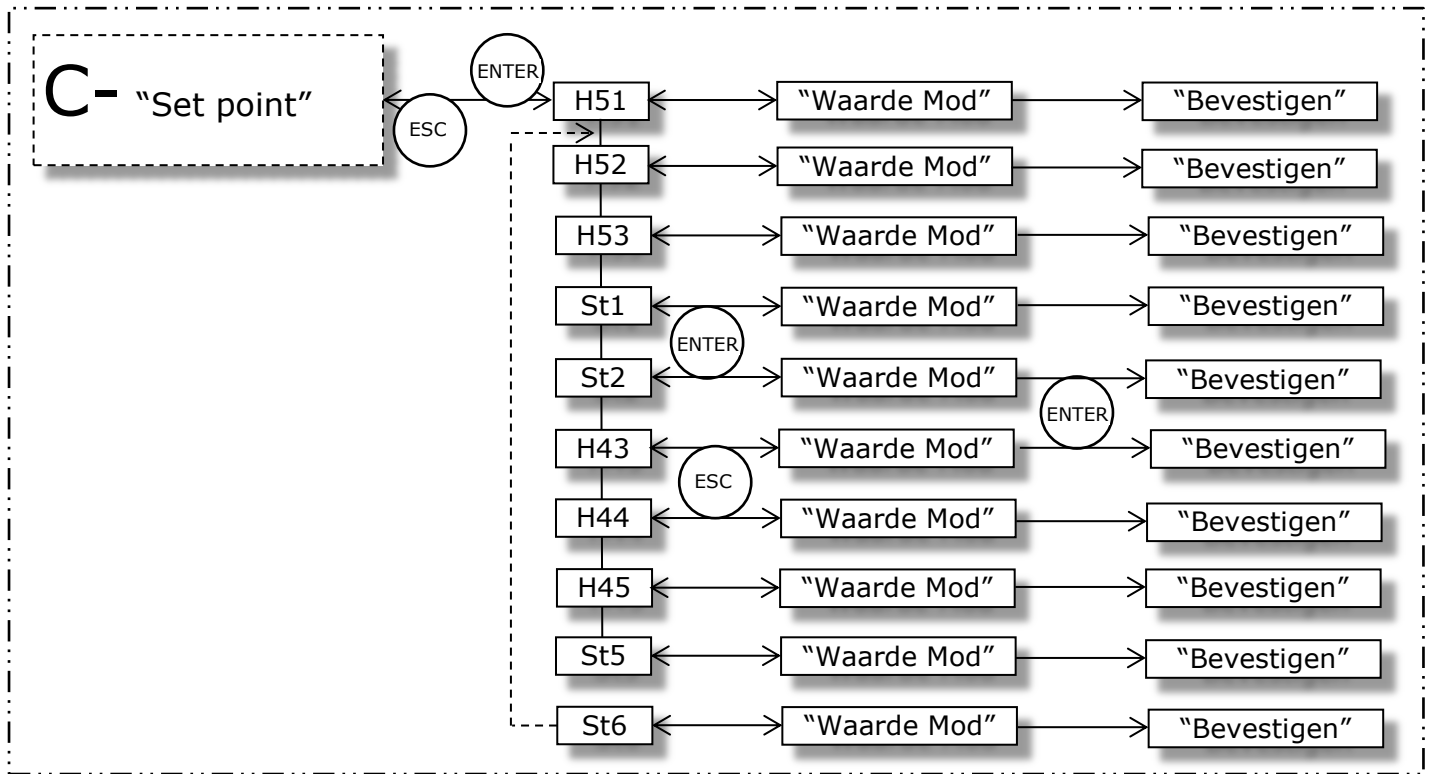 C- “Set point”
ENTER
ESC
H51 “Waarde Mod” “Bevestigen”
H52 “Waarde Mod” “Bevestigen”
H53 “Waarde Mod” “Bevestigen”
St1 “Waarde Mod” “Bevestigen”
ENTER
St2 “Waarde Mod” “Bevestigen”
ENTER
H43 “Waarde Mod” “Bevestigen”
ESC
H44 “Waarde Mod” “Bevestigen”
H45 “Waarde Mod” “Bevestigen”
St5 “Waarde Mod” “Bevestigen”
St6 “Waarde Mod” “Bevestigen”